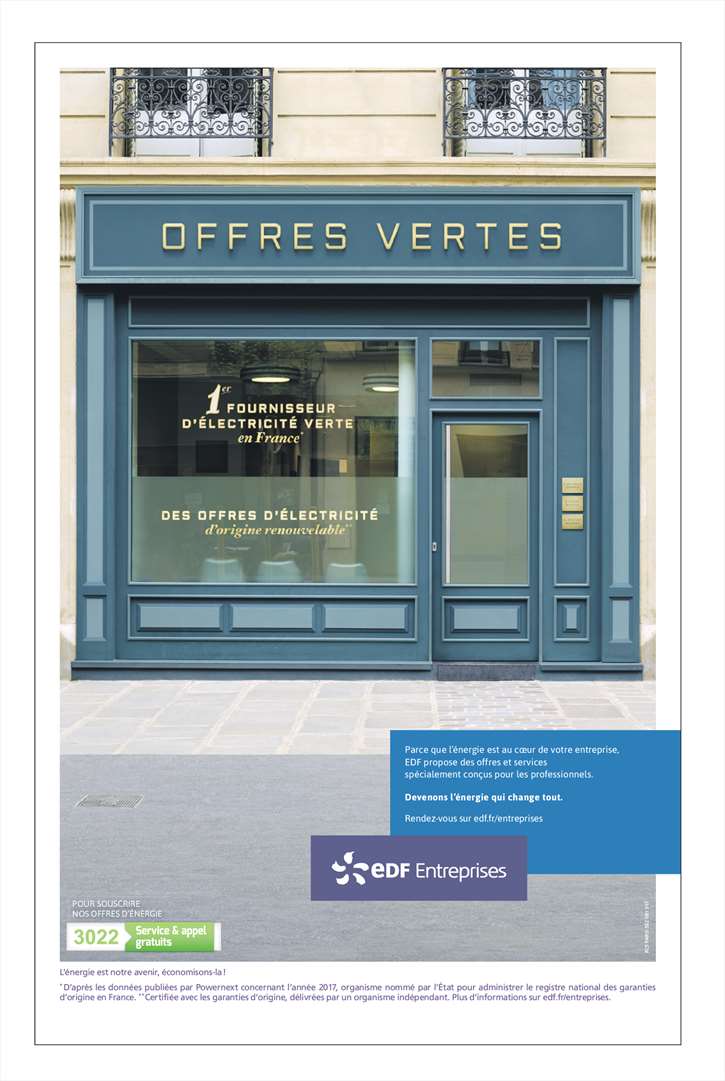 OFFRES VERTES
1er FOURNISSEUR
D'ÉLECTRICITÉ VERTE
en France*
DES OFFRES D'ÉLECTRICITÉ
d'origine renouvelable**
Parce que l'énergie est au cœur de votre entreprise,
EDF propose des offres et services
spécialement conçus pour les professionnels.
Devenons l'énergie qui change tout.
Rendez-vous sur edf.fr/entreprises
eDF Entreprises
POUR SOUSCRIRE
NOS OFFRES D'ÉNERGIE
3022 Service & appel
gratuits
L'énergie est notre avenir, économisons-la !
*D'après les données publiées par Powernext concernant l'année 2017, organisme nommé par l'État pour administrer le registre national des garanties
d'origine en France. **Certifiée avec les garanties d'origine, délivrées par un organisme indépendant. Plus d'informations sur edf.fr/entreprises.